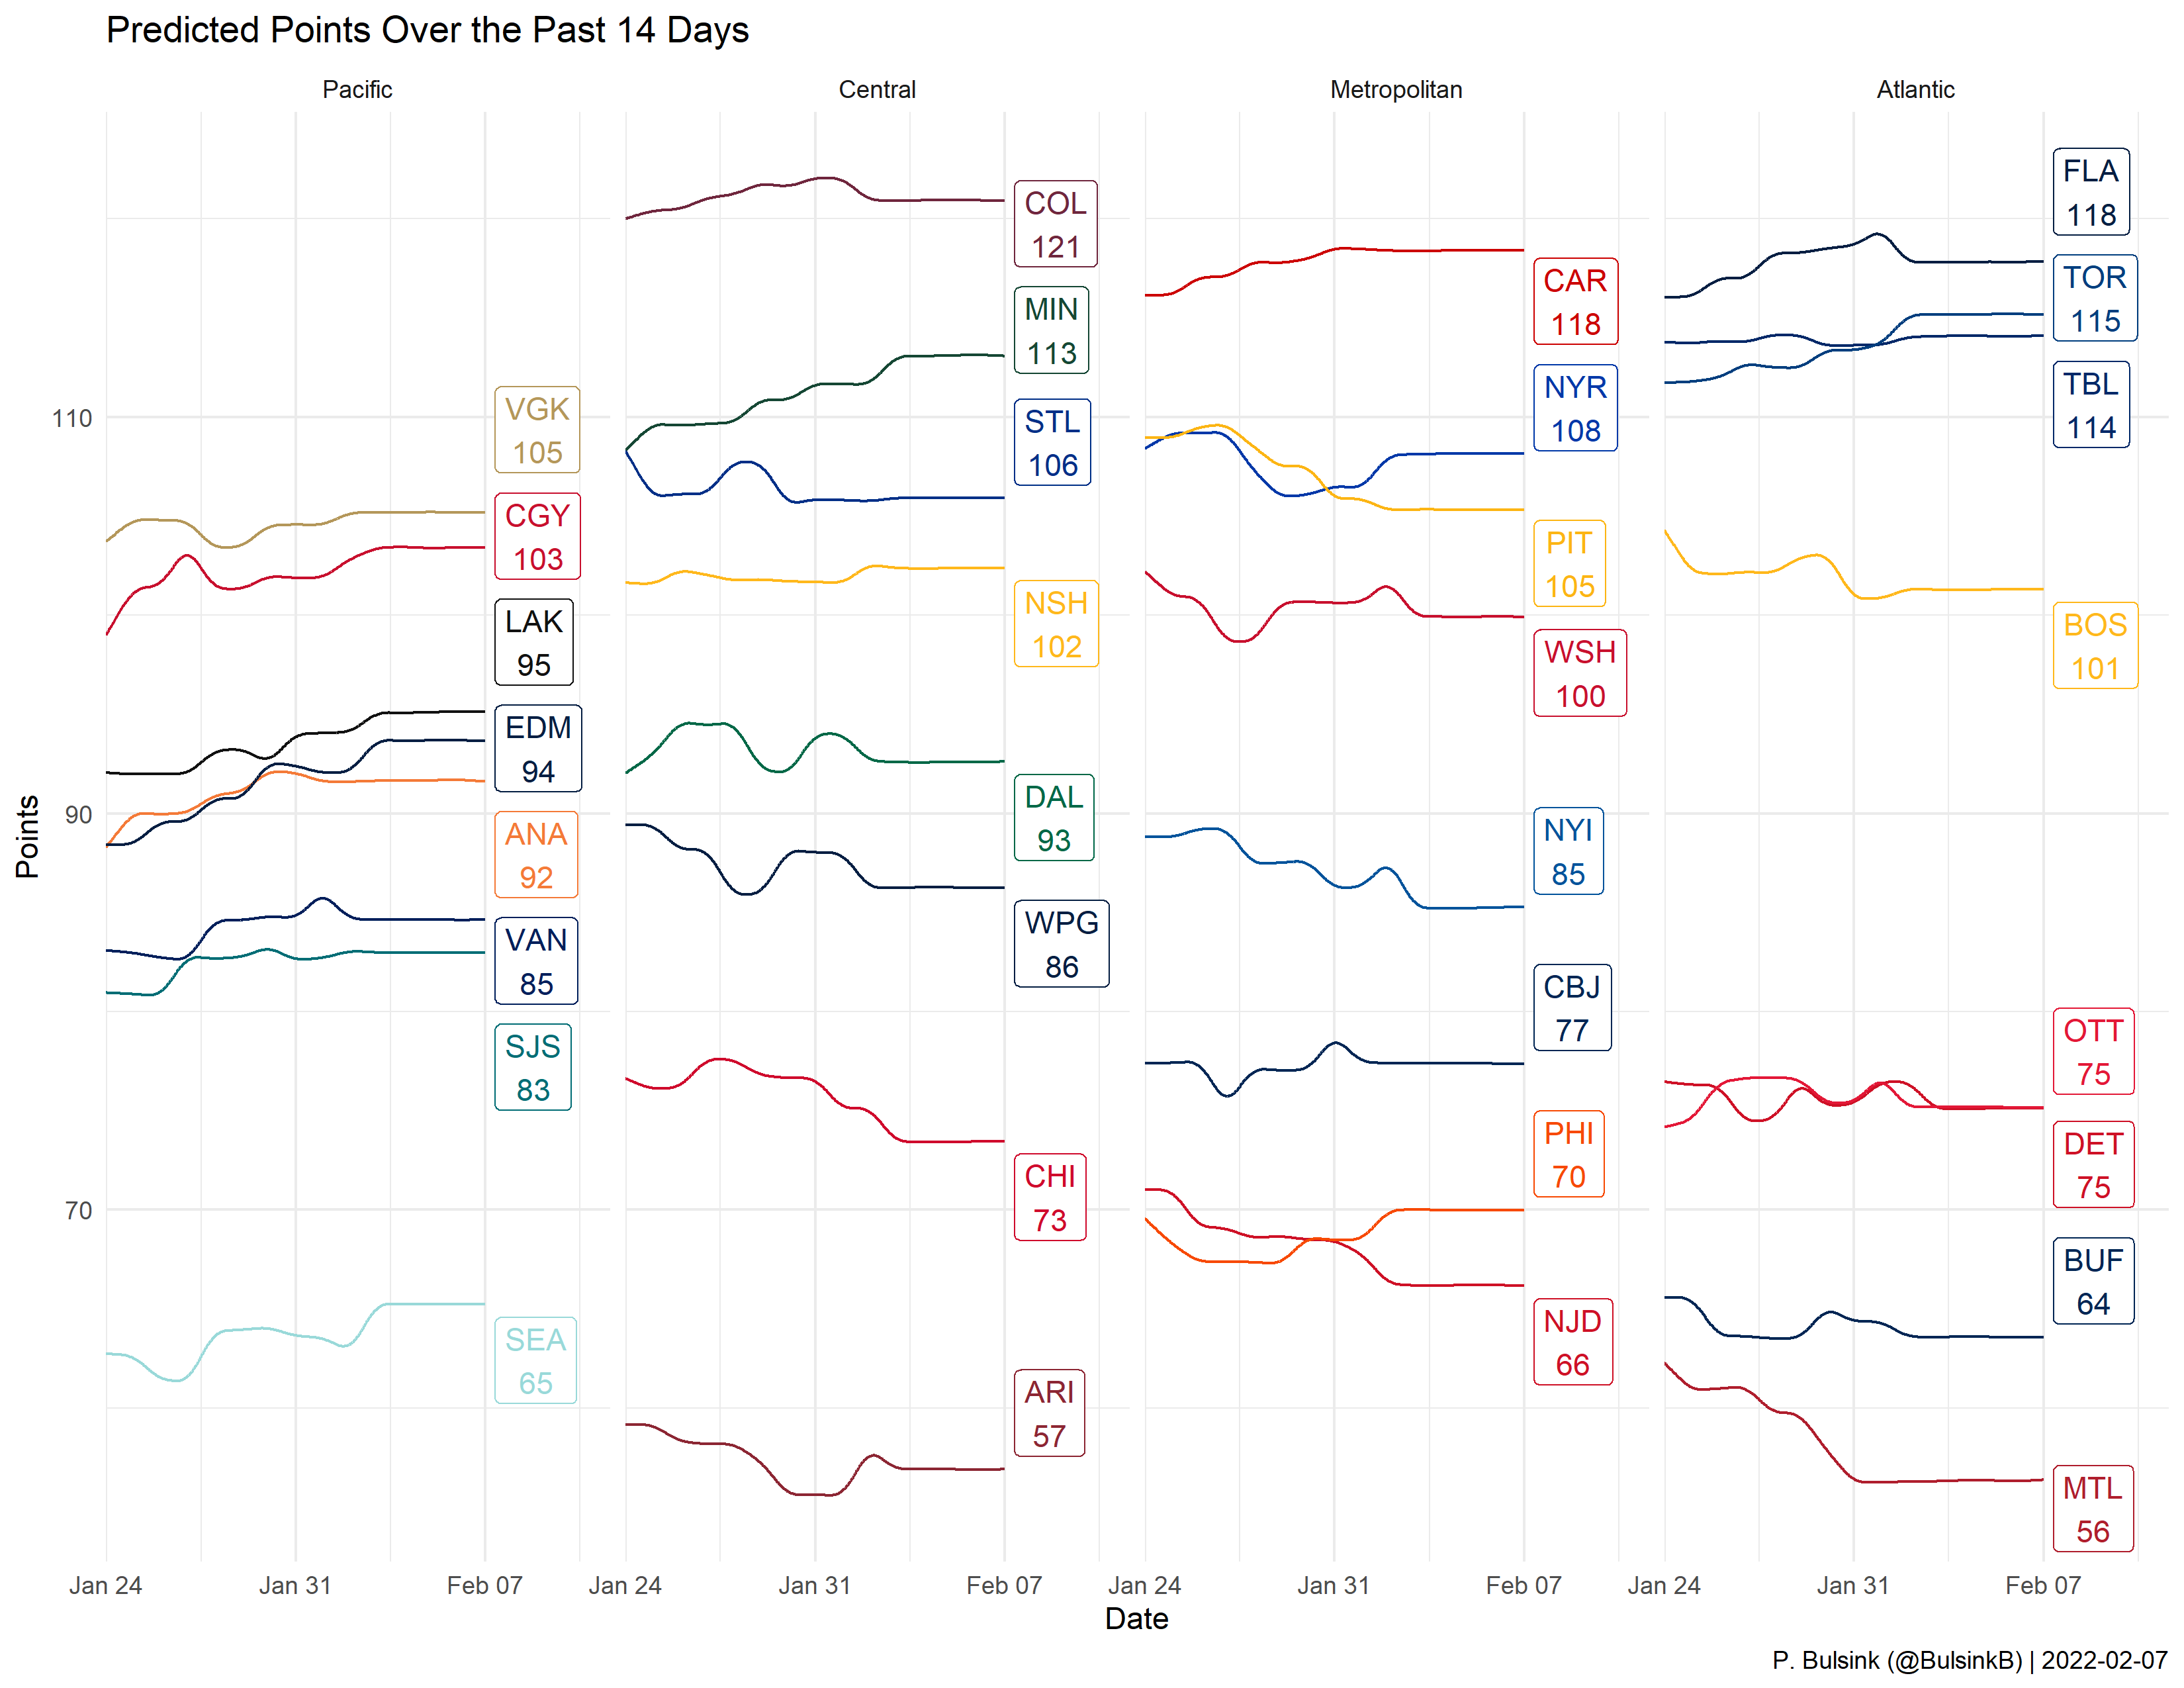 Predicted Points Over the Past 14 Days
Pacific
Central
Metropolitan
Atlantic
Points
110
90
70
VGK
105
CGY
103
LAK
95
EDM
94
ANA
92
VAN
85
SJS
83
SEA
65
COL
121
MIN
113
STL
106
NSH
102
DAL
93
WPG
86
CHI
73
ARI
57
CAR
118
NYR
108
PIT
105
WSH
100
NYI
85
CBJ
77
PHI
70
NJD
66
FLA
118
TOR
115
TBL
114
BOS
101
OTT
75
DET
75
BUF
64
MTL
56
Jan 24
Jan 31
Feb 07
Jan 24
Jan 31
Feb 07
Jan 24
Jan 31
Feb 07
Jan 24
Jan 31
Feb 07
Date
P. Bulsink (@BulsinkB) | 2022-02-07